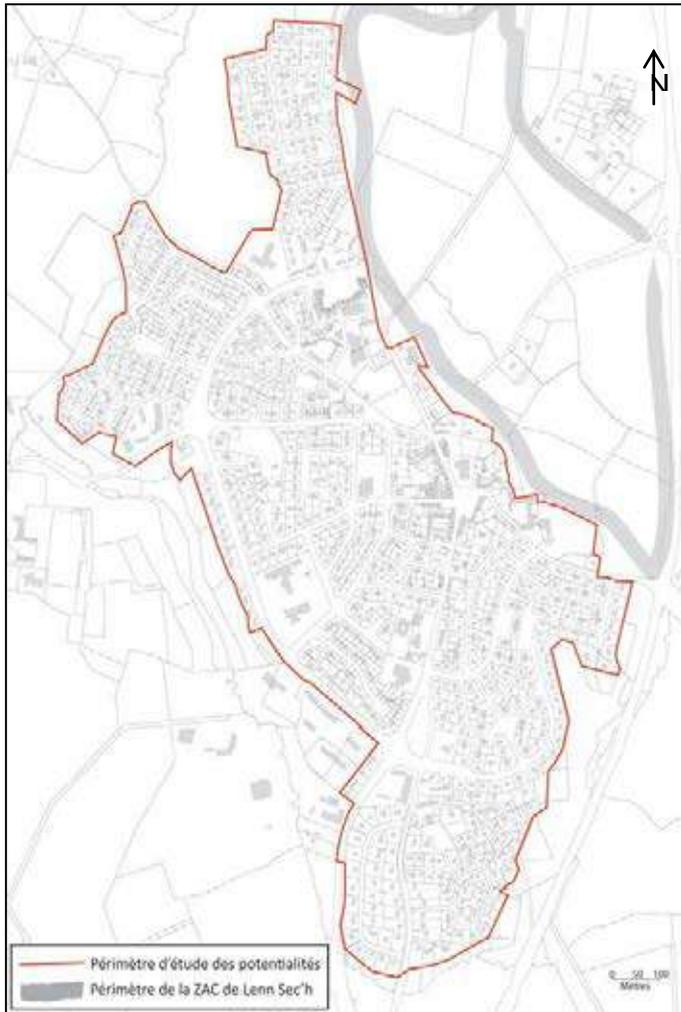 N
Périmètre d'étude des potentialités
Périmètre de la ZAC de Lenn Sec'h
0 50 100
Mètres